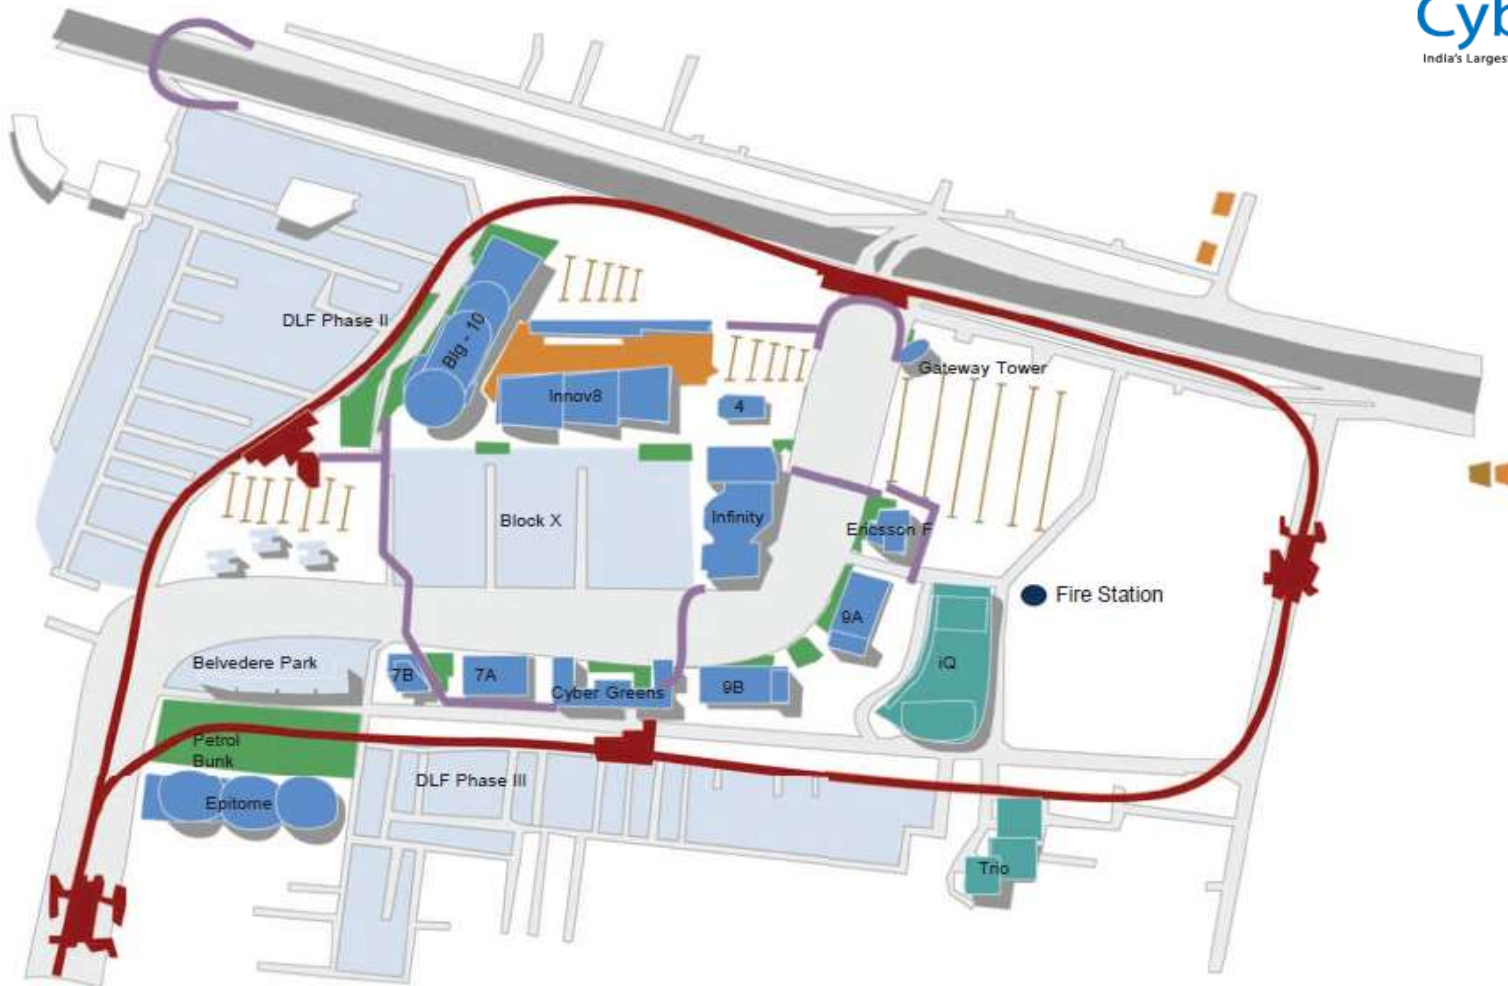 Cyb
India's Larges
DLF Phase II
Big - 10
Innov8
4
Gateway Tower
Block X
Infinity
Ericsson F
Fire Station
9A
iQ
Belvedere Park
7B
7A
Cyber Greens
9B
Petrol
Bunk
DLF Phase III
Epitome
Trio